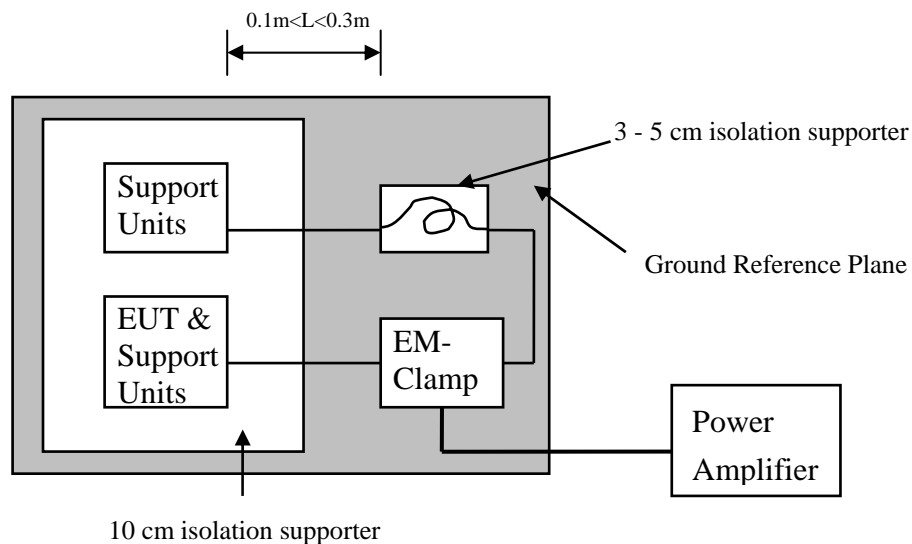 0.1m<L<0.3m
3 - 5 cm isolation supporter
Support
Units
Ground Reference Plane
EUT &
Support
Units
EM-
Clamp
Power
Amplifier
10 cm isolation supporter